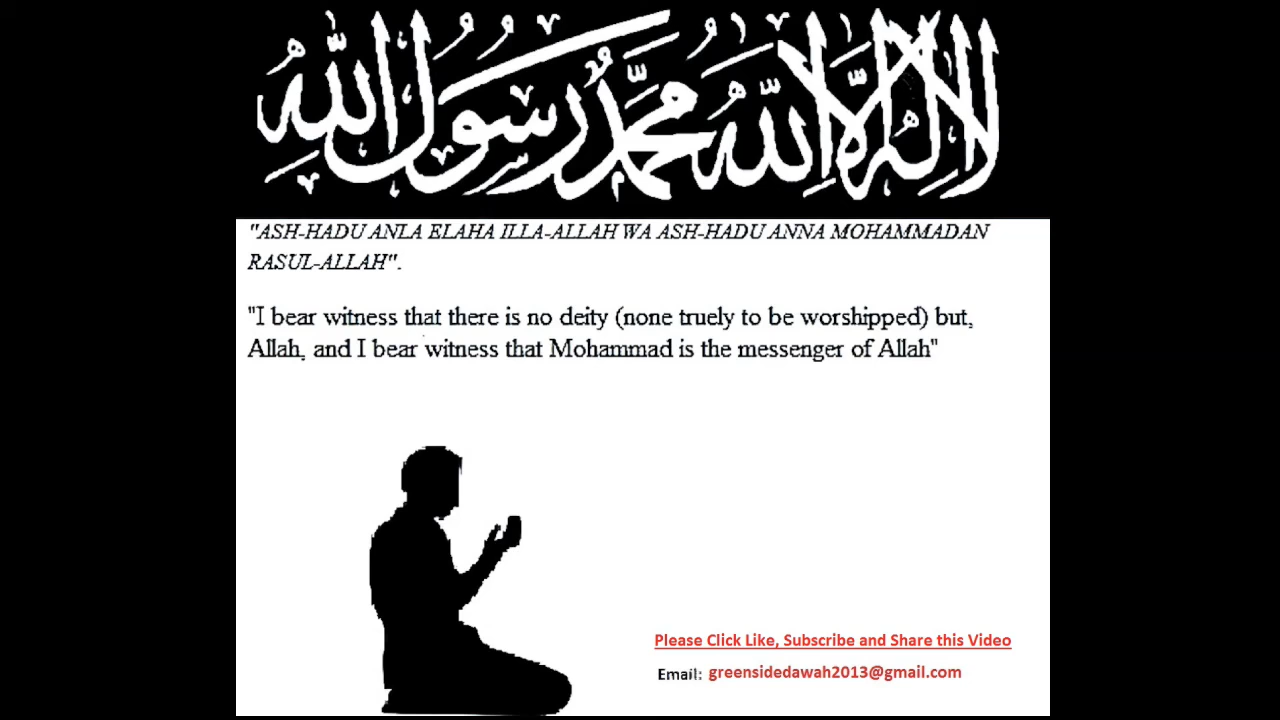 لا إله إلا الله محمد رسول الله
"ASH-HADU ANLA ELAHA ILLA-ALLAH WA ASH-HADU ANNA MOHAMMADAN
RASUL-ALLAH".
"I bear witness that there is no deity (none truely to be worshipped) but,
Allah, and I bear witness that Mohammad is the messenger of Allah"
Please Click Like, Subscribe and Share this Video
Email: greensidedawah2013@gmail.com